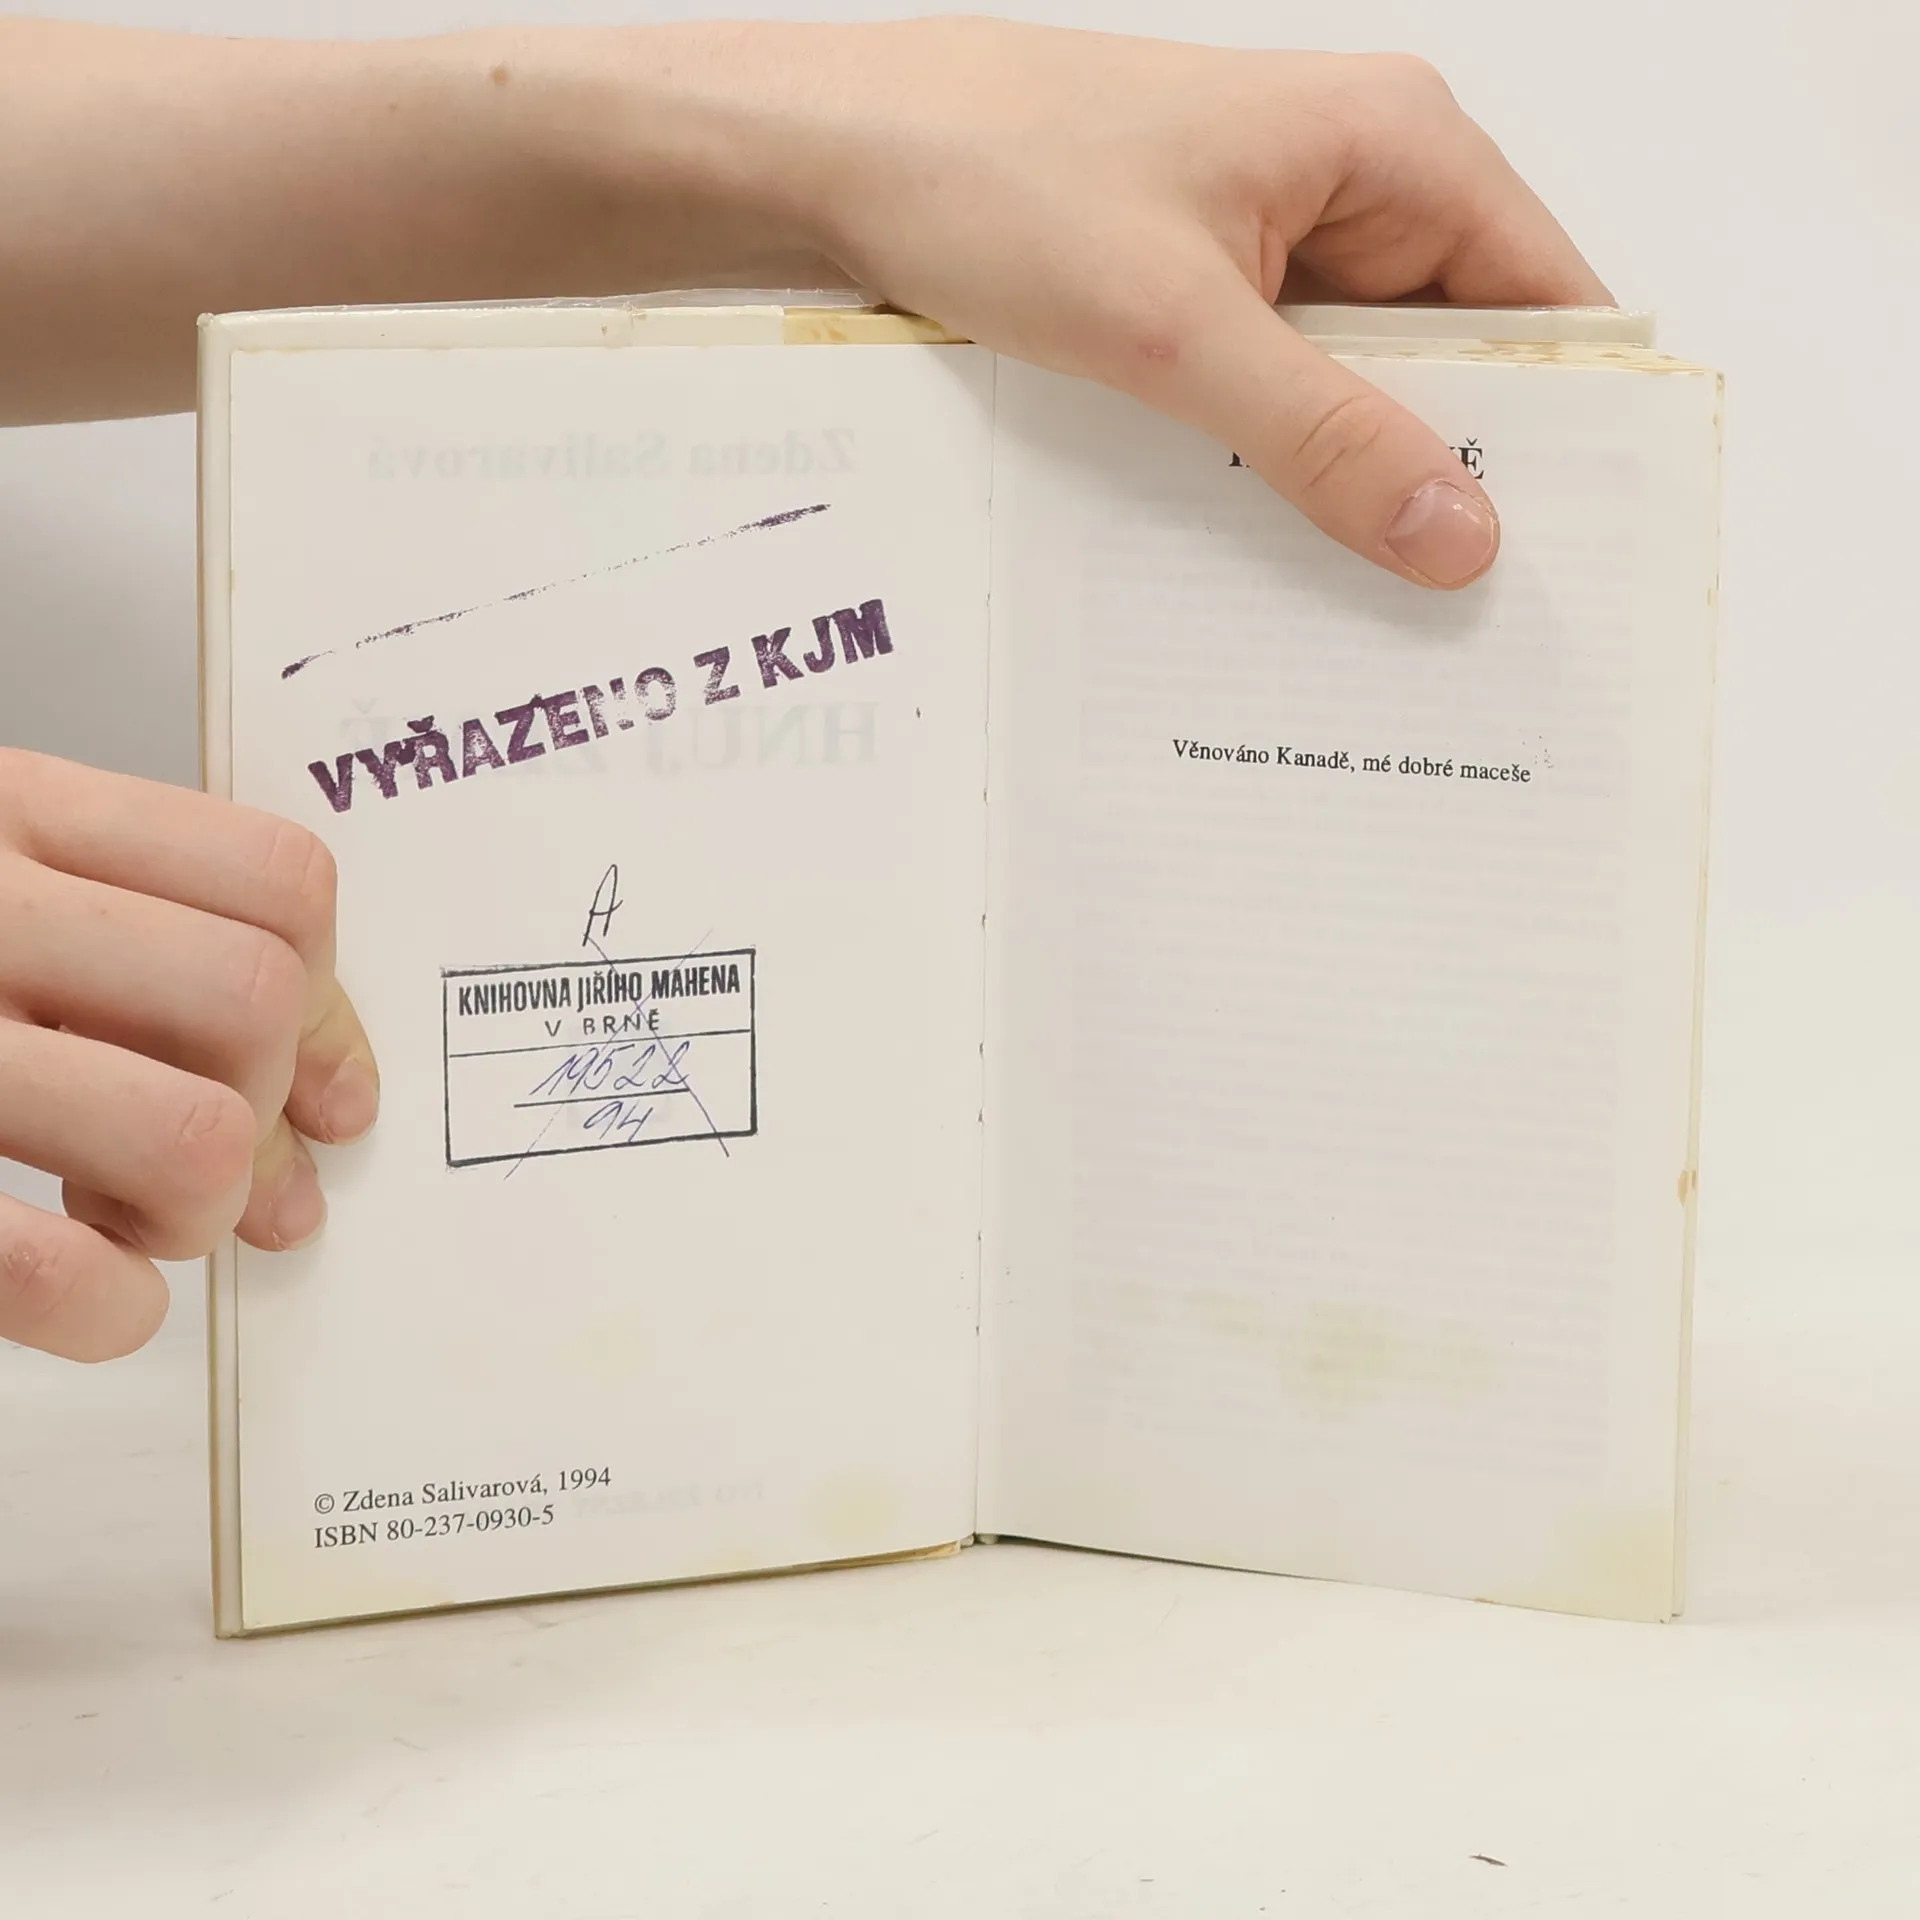 VYŘAZENO Z KJM
A
KNIHOVNA JIŘÍHO MAHENA
V BRNĚ
19522
94
© Zdena Salivarová, 1994
ISBN 80-237-0930-5
Věnováno Kanadě, mé dobré maceše